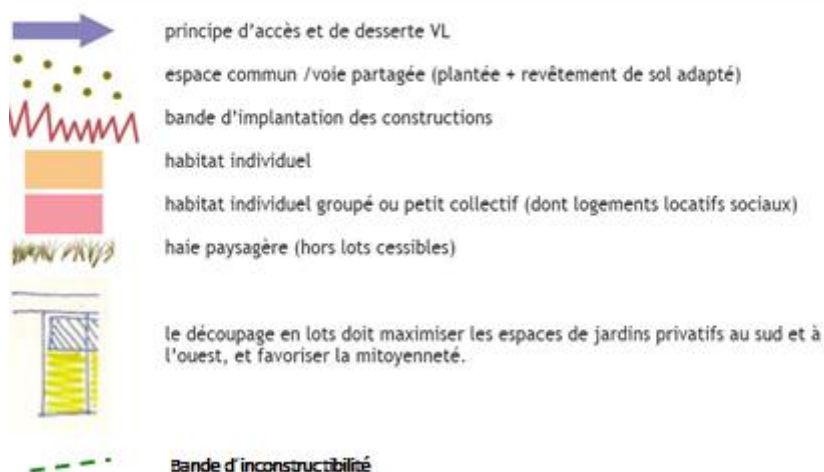 principe d'accès et de desserte VL
espace commun /voie partagée (plantée + revêtement de sol adapté)
bande d'implantation des constructions
habitat individuel
habitat individuel groupé ou petit collectif (dont logements locatifs sociaux)
haie paysagère (hors lots cessibles)
le découpage en lots doit maximiser les espaces de jardins privatifs au sud et à
l'ouest, et favoriser la mitoyenneté.
Bande d'inconstructibilité